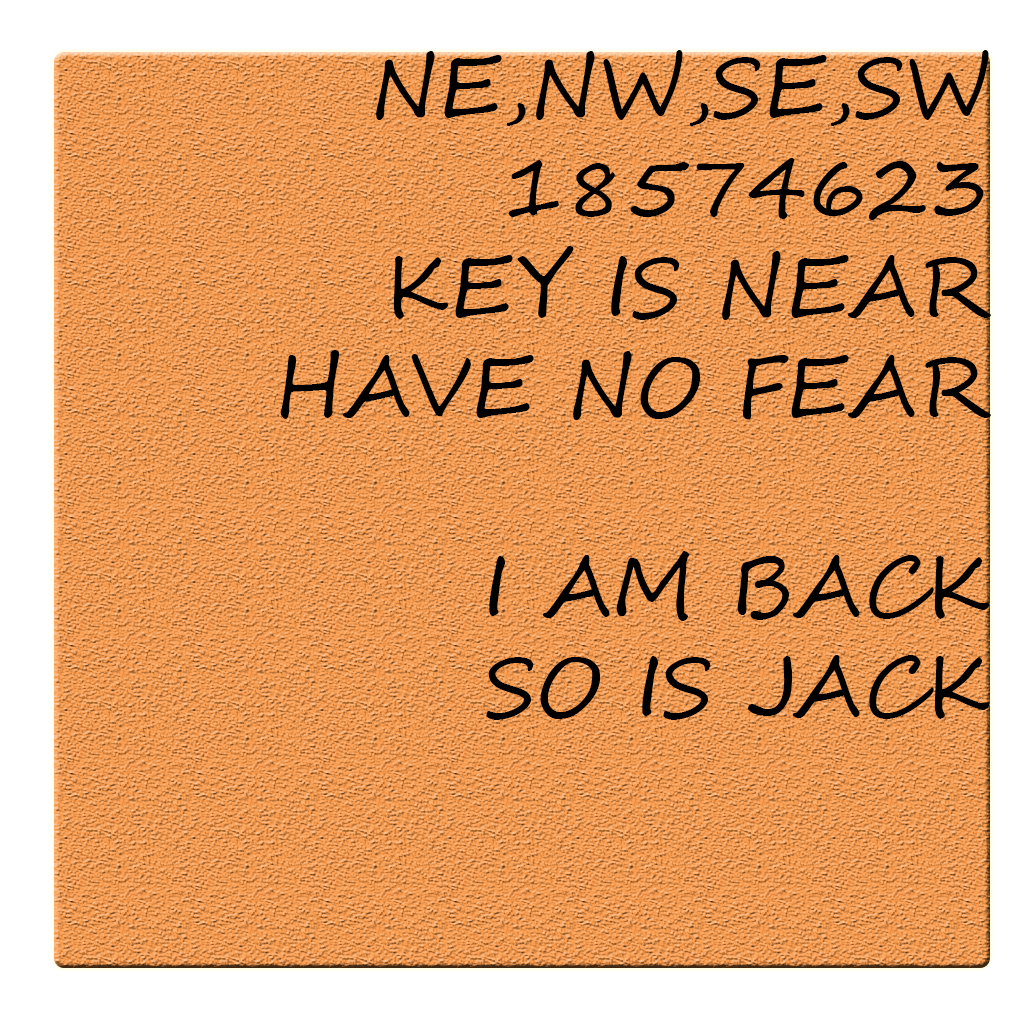 NE,NW,SE,SW
18574623
KEY IS NEAR
HAVE NO FEAR
I AM BACK
SO IS JACK